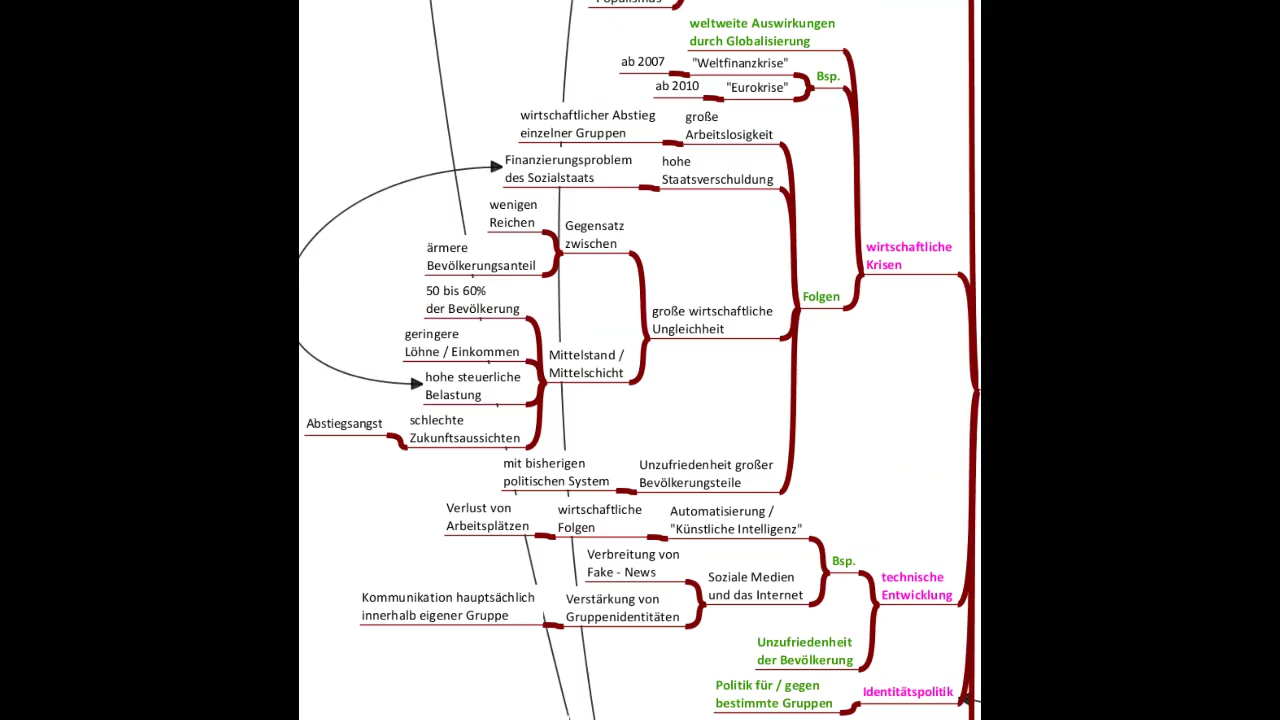 Populismus
weltweite Auswirkungen
durch Globalisierung
ab 2007
"Weltfinanzkrise"
Bsp.
ab 2010
"Eurokrise"
wirtschaftlicher Abstieg
einzelner Gruppen
große
Arbeitslosigkeit
Finanzierungsproblem
des Sozialstaats
hohe
Staatsverschuldung
wenigen
Reichen
Gegensatz
zwischen
ärmere
Bevölkerungsanteil
wirtschaftliche
Krisen
50 bis 60%
der Bevölkerung
Folgen
große wirtschaftliche
Ungleichheit
geringere
Löhne / Einkommen
Mittelstand /
Mittelschicht
hohe steuerliche
Belastung
Abstiegsangst
schlechte
Zukunftsaussichten
mit bisherigen
politischen System
Unzufriedenheit großer
Bevölkerungsteile
Verlust von
Arbeitsplätzen
wirtschaftliche
Folgen
Automatisierung /
"Künstliche Intelligenz"
Verbreitung von
Fake - News
Bsp.
Soziale Medien
und das Internet
technische
Entwicklung
Kommunikation hauptsächlich
innerhalb eigener Gruppe
Verstärkung von
Gruppenidentitäten
Unzufriedenheit
der Bevölkerung
Politik für / gegen
bestimmte Gruppen
Identitätspolitik